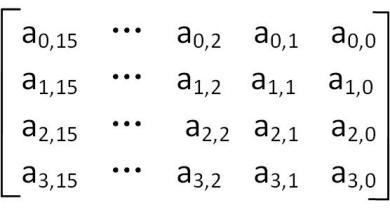 a0,15 ··· a0,2 a0,1 a0,0
a1,15 ··· a1,2 a1,1 a1,0
a2,15 ··· a2,2 a2,1 a2,0
a3,15 ··· a3,2 a3,1 a3,0